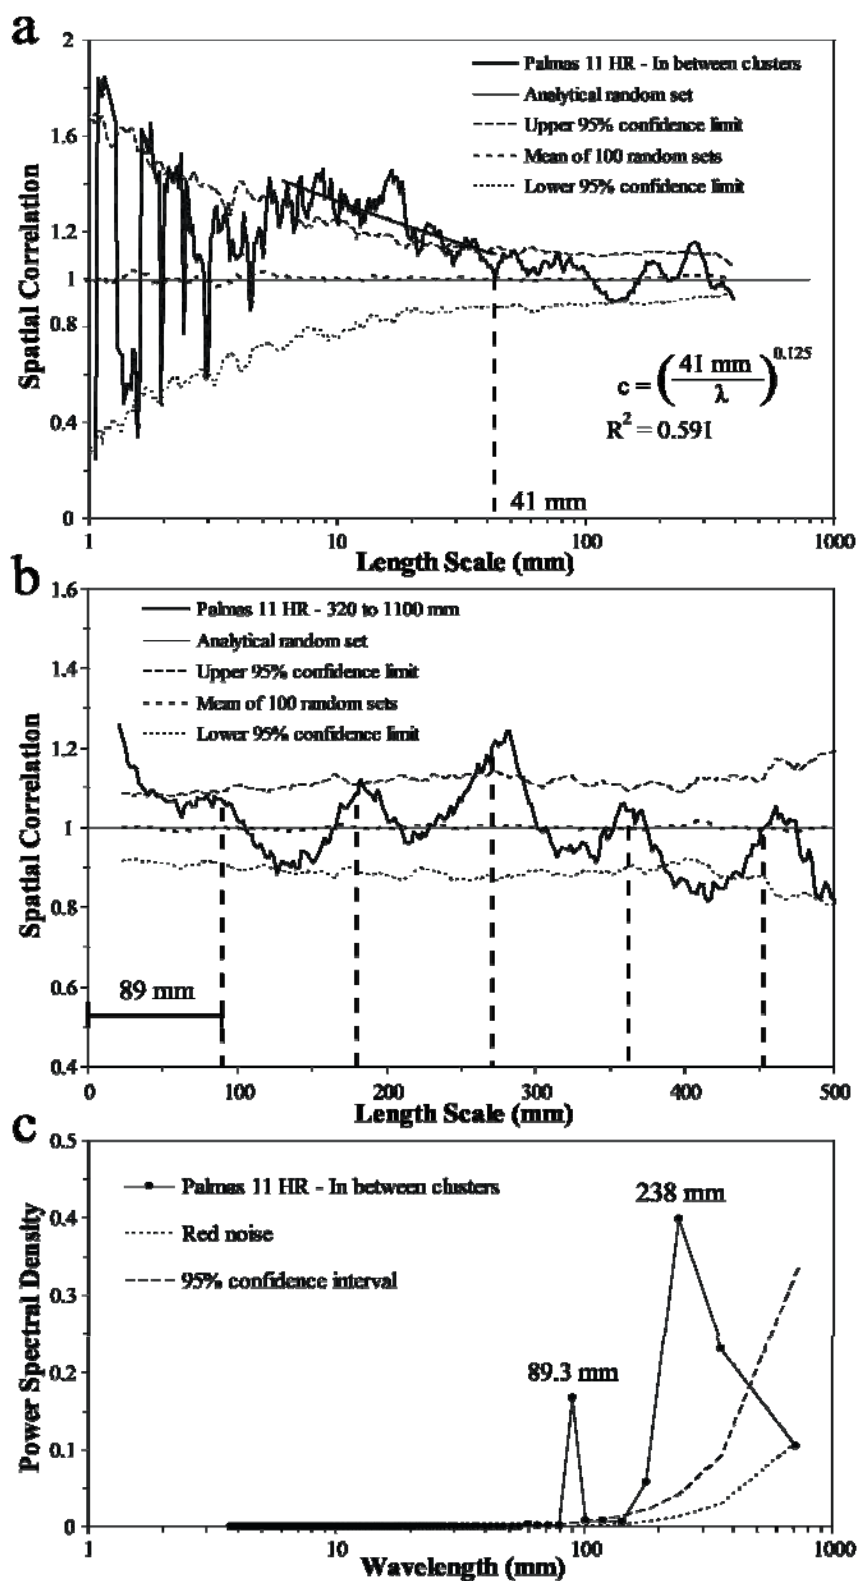 a
2
1.6
1.2
1
0.8
0.4
0
Spatial Correlation
Palmas 11 HR - In between clusters
Analytical random set
Upper 95% confidence limit
Mean of 100 random sets
Lower 95% confidence limit
c = (41 mm / λ)^0.125
R² = 0.591
41 mm
1 10 100 1000
Length Scale (mm)
b
1.6
1.4
1.2
1
0.8
0.6
0.4
Spatial Correlation
Palmas 11 HR - 320 to 1100 mm
Analytical random set
Upper 95% confidence limit
Mean of 100 random sets
Lower 95% confidence limit
89 mm
0 100 200 300 400 500
Length Scale (mm)
c
0.5
0.4
0.3
0.2
0.1
0
Power Spectral Density
Palmas 11 HR - In between clusters
Red noise
95% confidence interval
238 mm
89.3 mm
1 10 100 1000
Wavelength (mm)